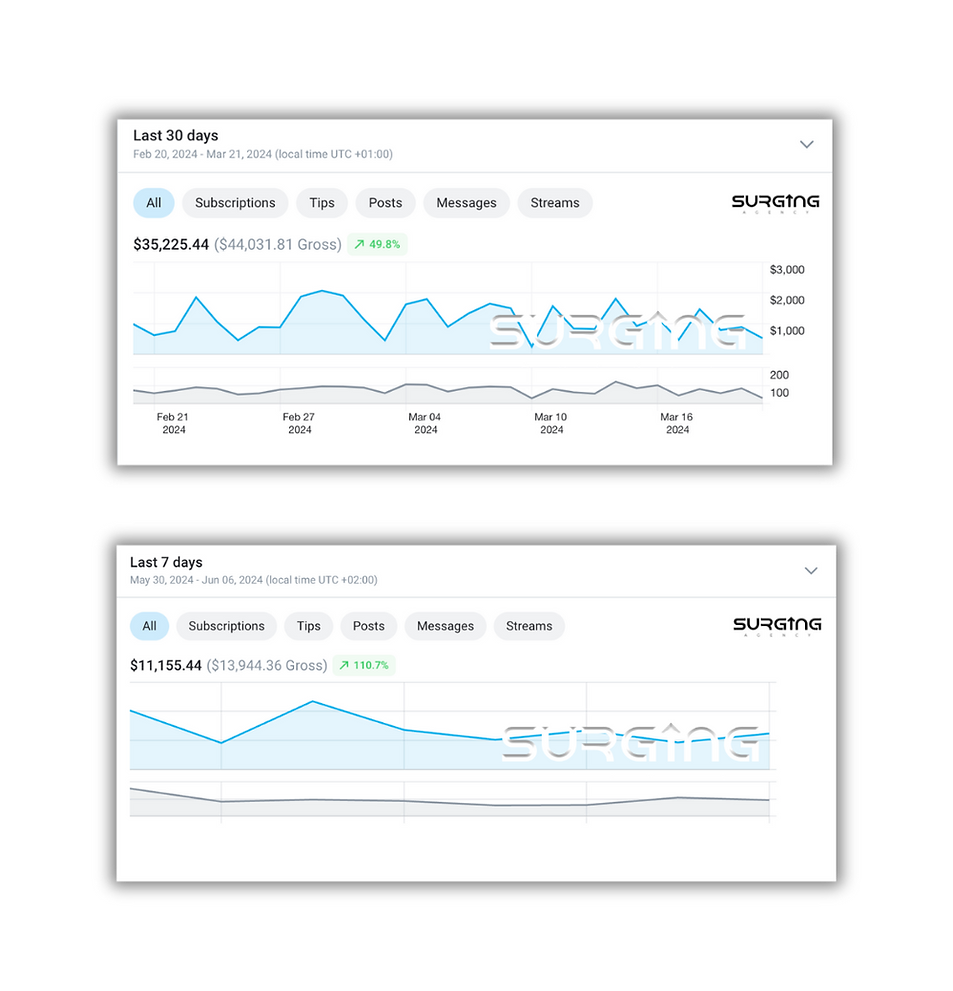 Last 30 days
Feb 20, 2024 - Mar 21, 2024 (local time UTC +01:00)
All Subscriptions Tips Posts Messages Streams
SURGING
AGENCY
$35,225.44 ($44,031.81 Gross) 49.8%
$3,000
$2,000
$1,000
SURGING
200
100
Feb 21 Feb 27 Mar 04 Mar 10 Mar 16
2024 2024 2024 2024 2024
Last 7 days
May 30, 2024 - Jun 06, 2024 (local time UTC +02:00)
All Subscriptions Tips Posts Messages Streams
SURGING
AGENCY
$11,155.44 ($13,944.36 Gross) 110.7%
SURGING